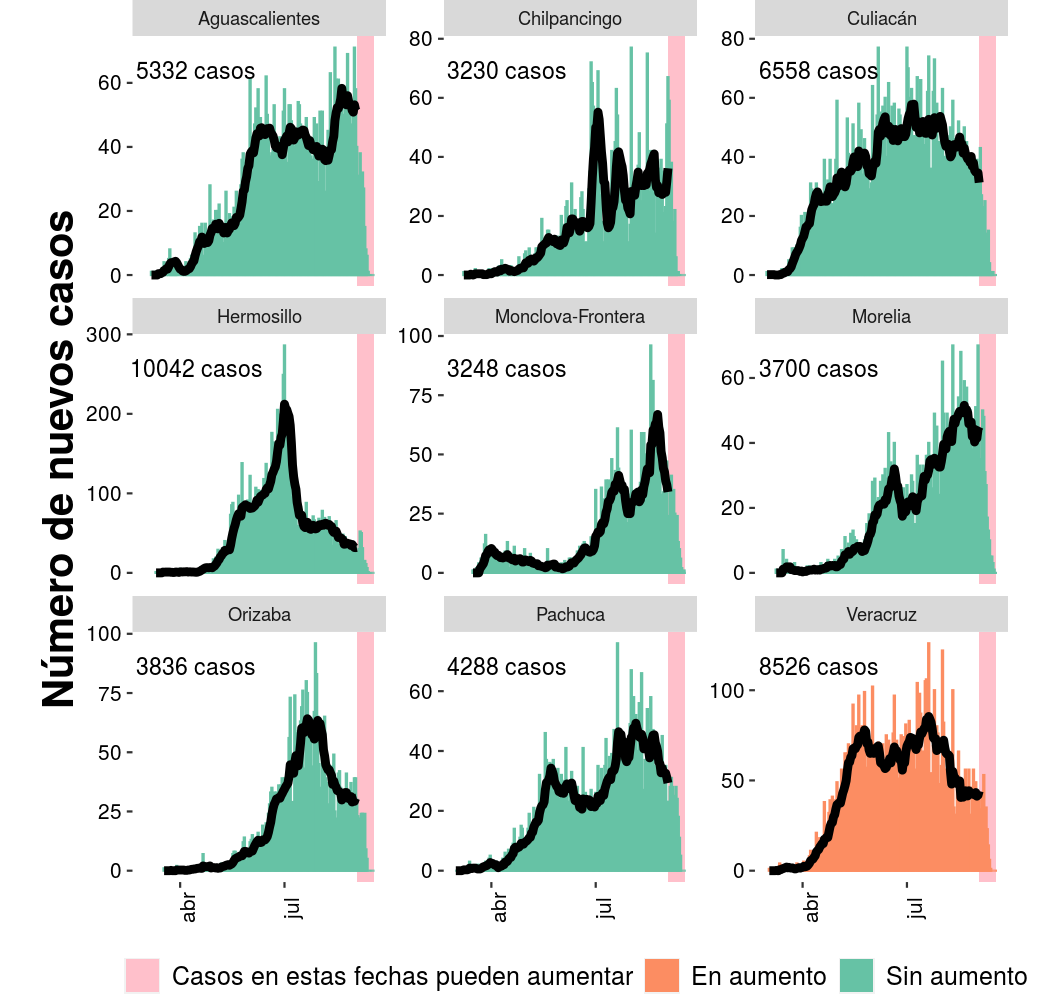 Número de nuevos casos
Aguascalientes
5332 casos
60
40
20
0
Chilpancingo
3230 casos
80
60
40
20
0
Culiacán
6558 casos
80
60
40
20
0
Hermosillo
10042 casos
300
200
100
0
Monclova-Frontera
3248 casos
100
75
50
25
0
Morelia
3700 casos
60
40
20
0
Orizaba
3836 casos
100
75
50
25
0
abr
jul
Pachuca
4288 casos
60
40
20
0
abr
jul
Veracruz
8526 casos
100
50
0
abr
jul
Casos en estas fechas pueden aumentar
En aumento
Sin aumento